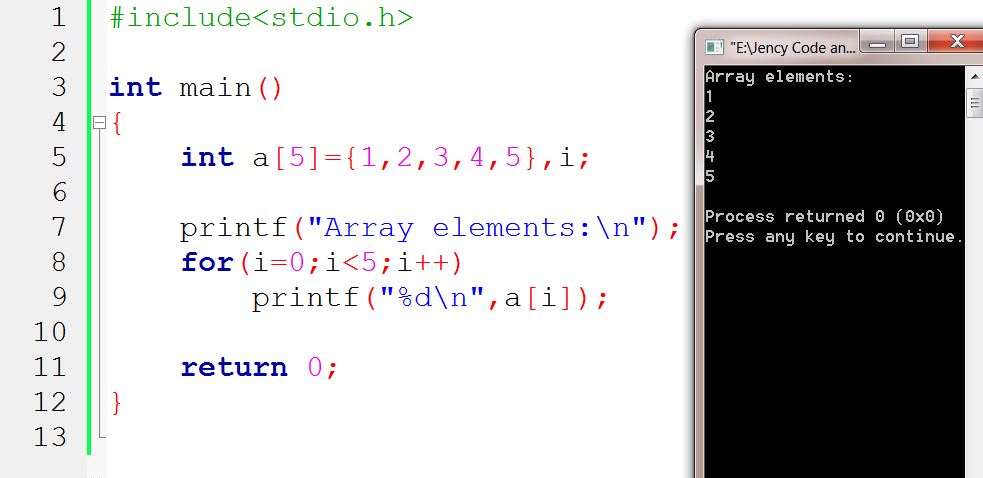 1 #include<stdio.h>
2
3 int main()
4 {
5 int a[5]={1,2,3,4,5},i;
6
7 printf("Array elements:\n");
8 for(i=0;i<5;i++)
9 printf("%d\n",a[i]);
10
11 return 0;
12 }
13
"E:\Jency Code an...
Array elements:
1
2
3
4
5
Process returned 0 (0x0)
Press any key to continue.